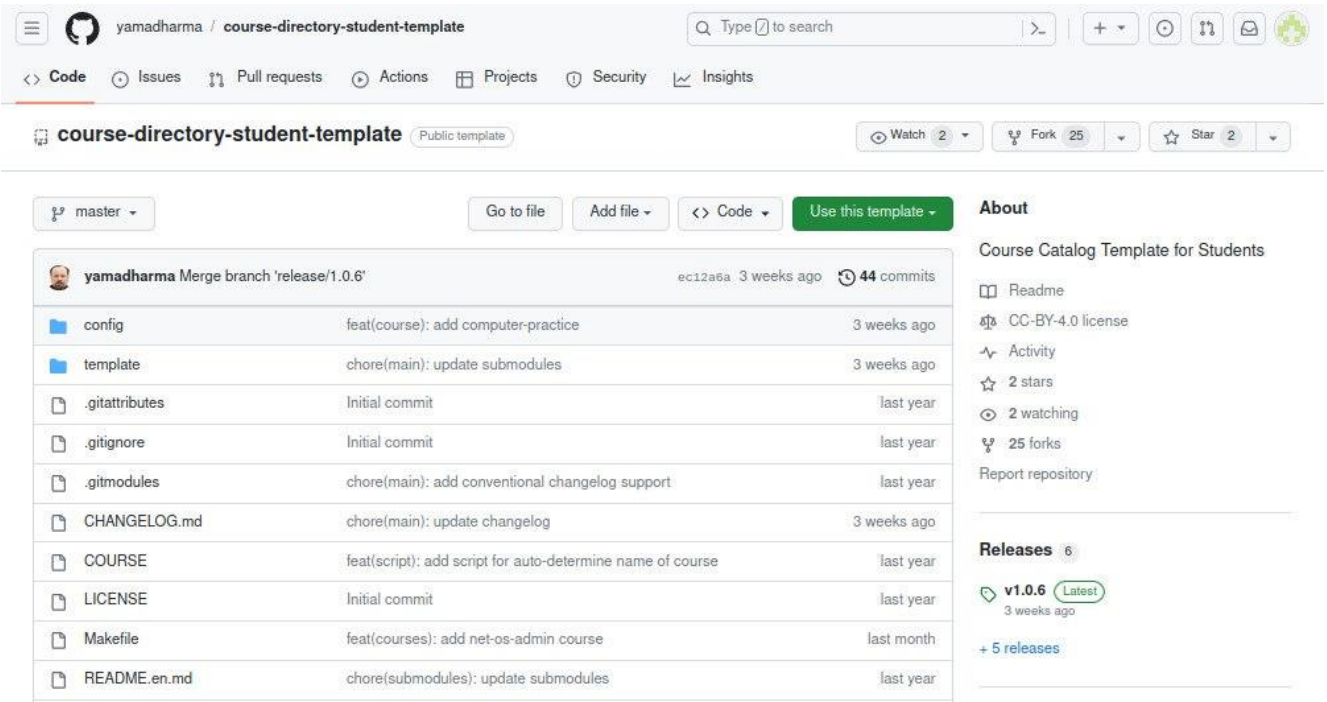 yamadharma / course-directory-student-template
Type / to search
Code Issues Pull requests Actions Projects Security Insights
course-directory-student-template Public template
Watch 2 Fork 25 Star 2
master Go to file Add file <> Code Use this template
yamadharma Merge branch 'release/1.0.6' ec12a6a 3 weeks ago 44 commits
config feat(course): add computer-practice 3 weeks ago
template chore(main): update submodules 3 weeks ago
.gitattributes Initial commit last year
.gitignore Initial commit last year
.gitmodules chore(main): add conventional changelog support last year
CHANGELOG.md chore(main): update changelog 3 weeks ago
COURSE feat(script): add script for auto-determine name of course last year
LICENSE Initial commit last year
Makefile feat(courses): add net-os-admin course last month
README.en.md chore(submodules): update submodules last year
About
Course Catalog Template for Students
Readme
CC-BY-4.0 license
Activity
2 stars
2 watching
25 forks
Report repository
Releases 6
v1.0.6 Latest
3 weeks ago
+ 5 releases